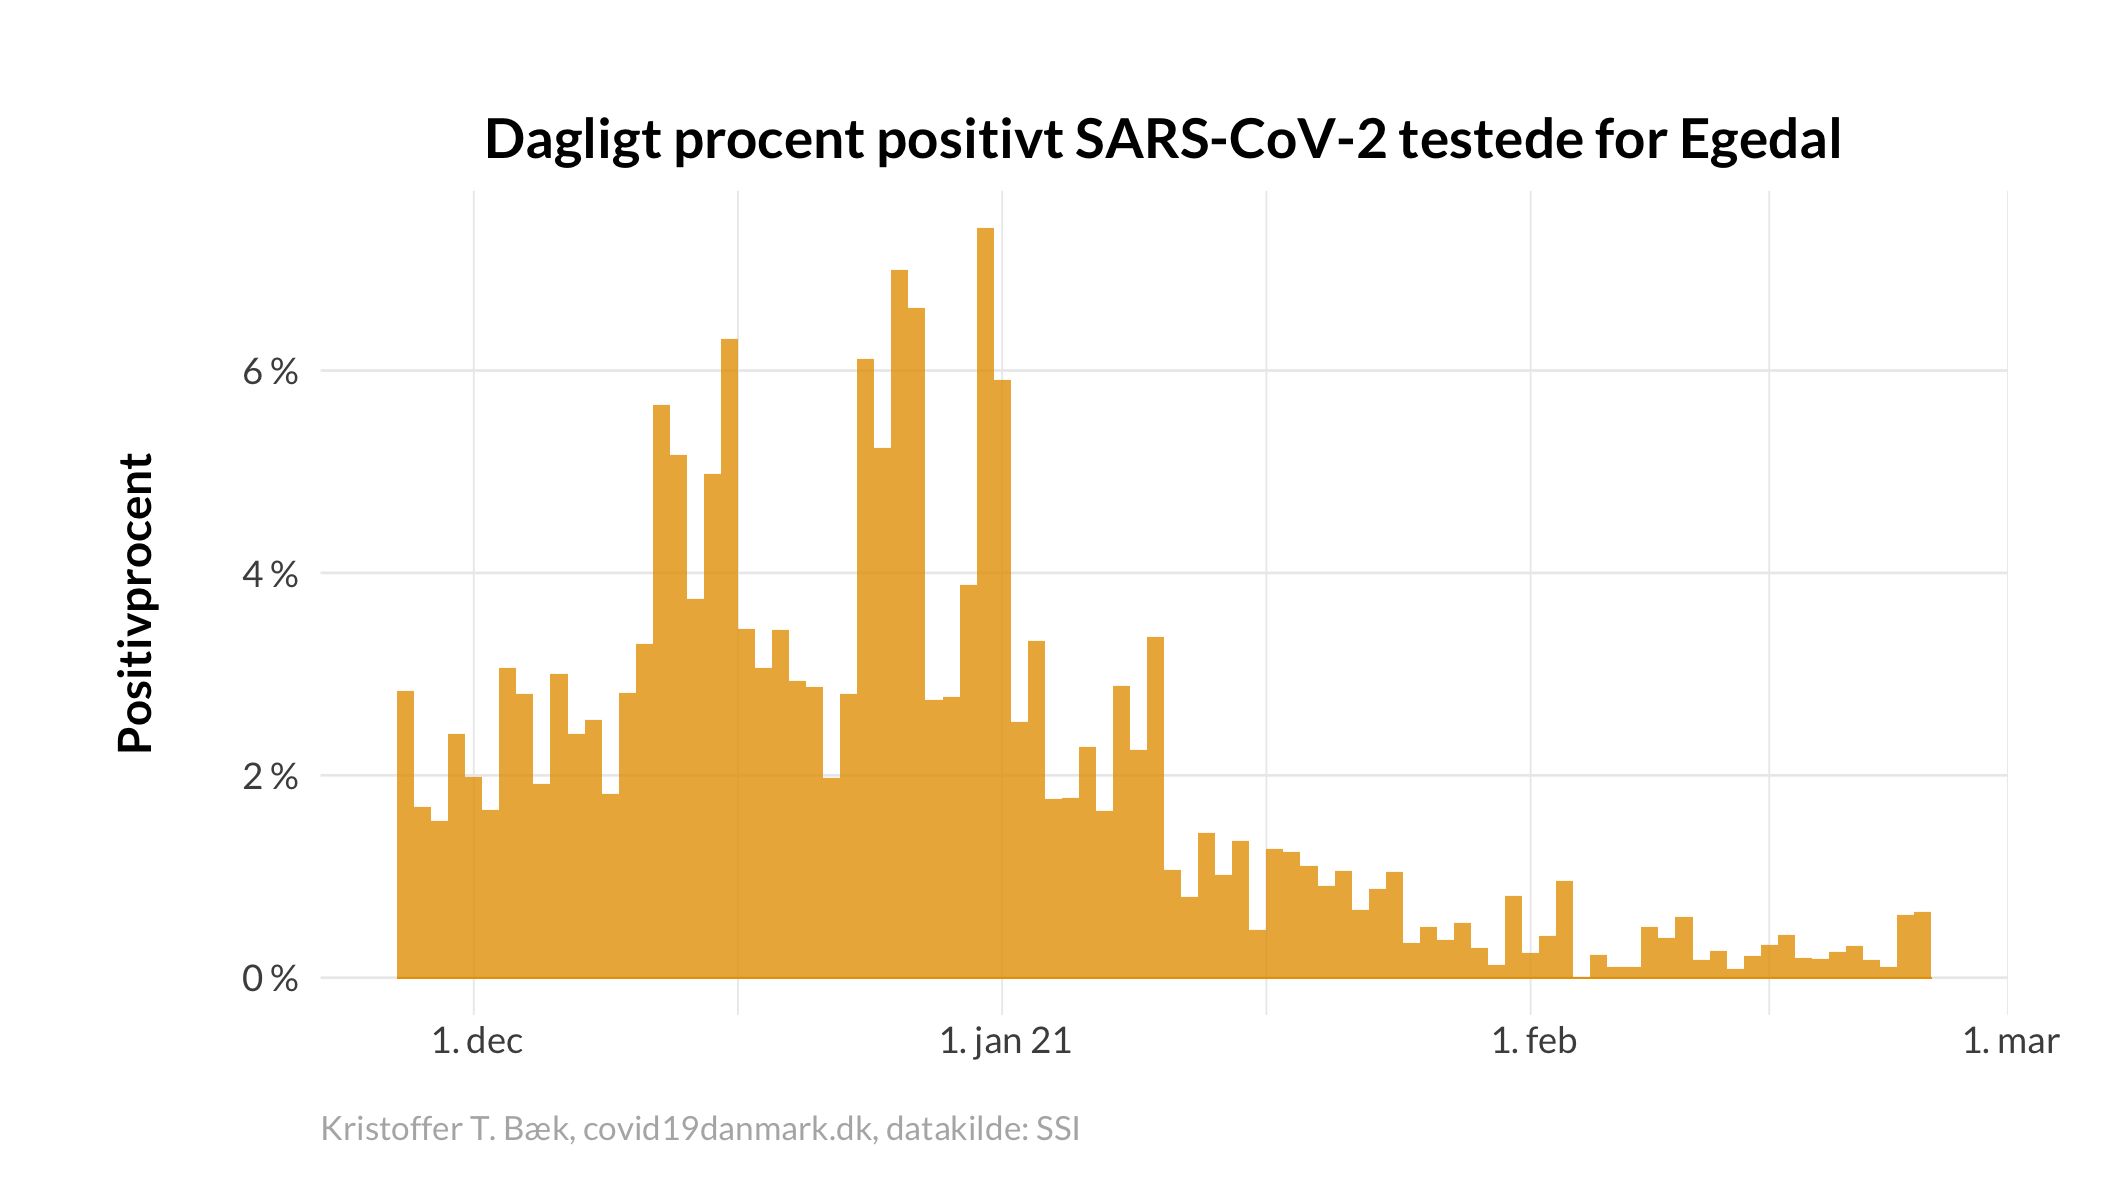 Dagligt procent positivt SARS-CoV-2 testede for Egedal
Positivprocent
6 %
4 %
2 %
0 %
1. dec
1. jan 21
1. feb
1. mar
Kristoffer T. Bæk, covid19danmark.dk, datakilde: SSI